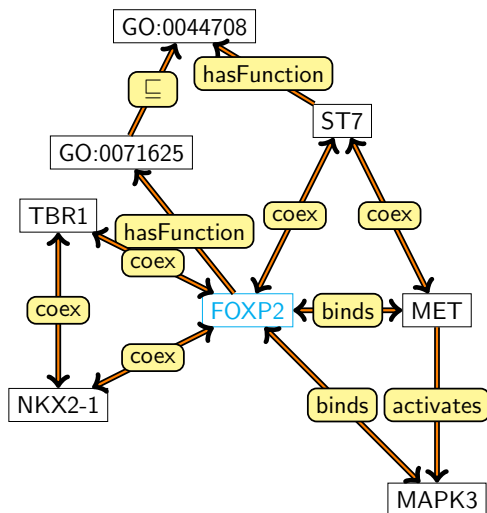 GO:0044708
hasFunction
⊑
ST7
GO:0071625
TBR1
hasFunction
coex
coex
coex
coex
FOXP2
binds
MET
coex
NKX2-1
binds
activates
MAPK3